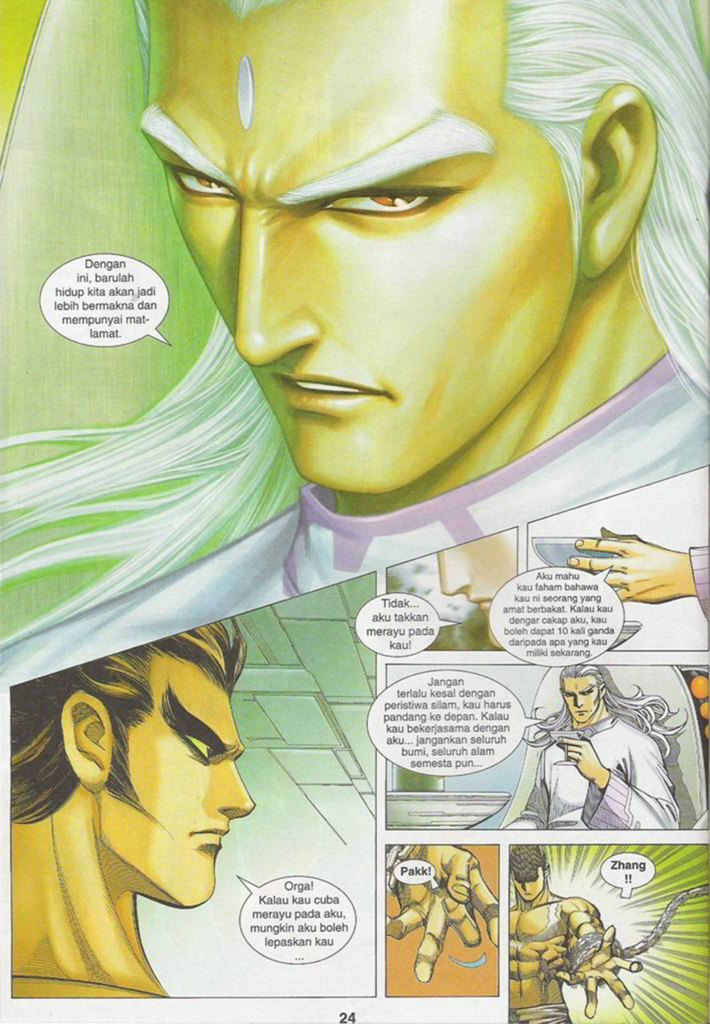 Dengan
ini, barulah
hidup kita akan jadi
lebih bermakna dan
mempunyai mat-
lamat.
Tidak...
aku takkan
merayu pada
kau!
Aku mahu
kau faham bahawa
kau ni seorang yang
amat berbakat. Kalau kau
dengar cakap aku, kau
boleh dapat 10 kali ganda
daripada apa yang kau
miliki sekarang.
Jangan
terlalu kesal dengan
peristiwa silam, kau harus
pandang ke depan. Kalau
kau bekerjasama dengan
aku... jangankan seluruh
bumi, seluruh alam
semesta pun...
Orga!
Kalau kau cuba
merayu pada aku,
mungkin aku boleh
lepaskan kau
...
Pakk!
Zhang
!!
24